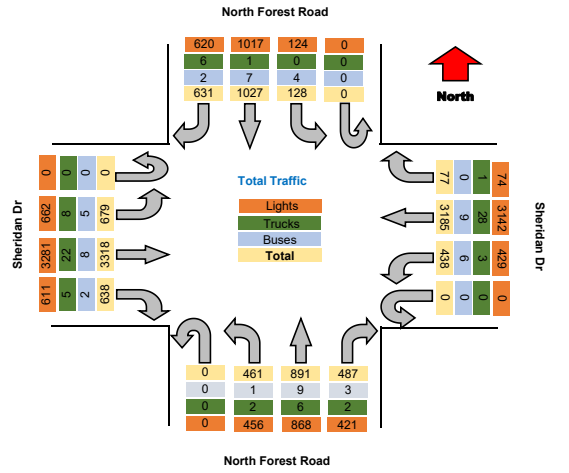 North Forest Road
620 1017 124 0
6 1 0 0
2 7 4 0
631 1027 128 0
North
0 0 0 0
662 8 5 679
3281 22 8 3318
611 5 2 638
Sheridan Dr
Total Traffic
Lights
Trucks
Buses
Total
77 0 1 74
3185 9 28 3142
438 6 3 429
0 0 0 0
Sheridan Dr
0 461 891 487
0 1 9 3
0 2 6 2
0 456 868 421
North Forest Road